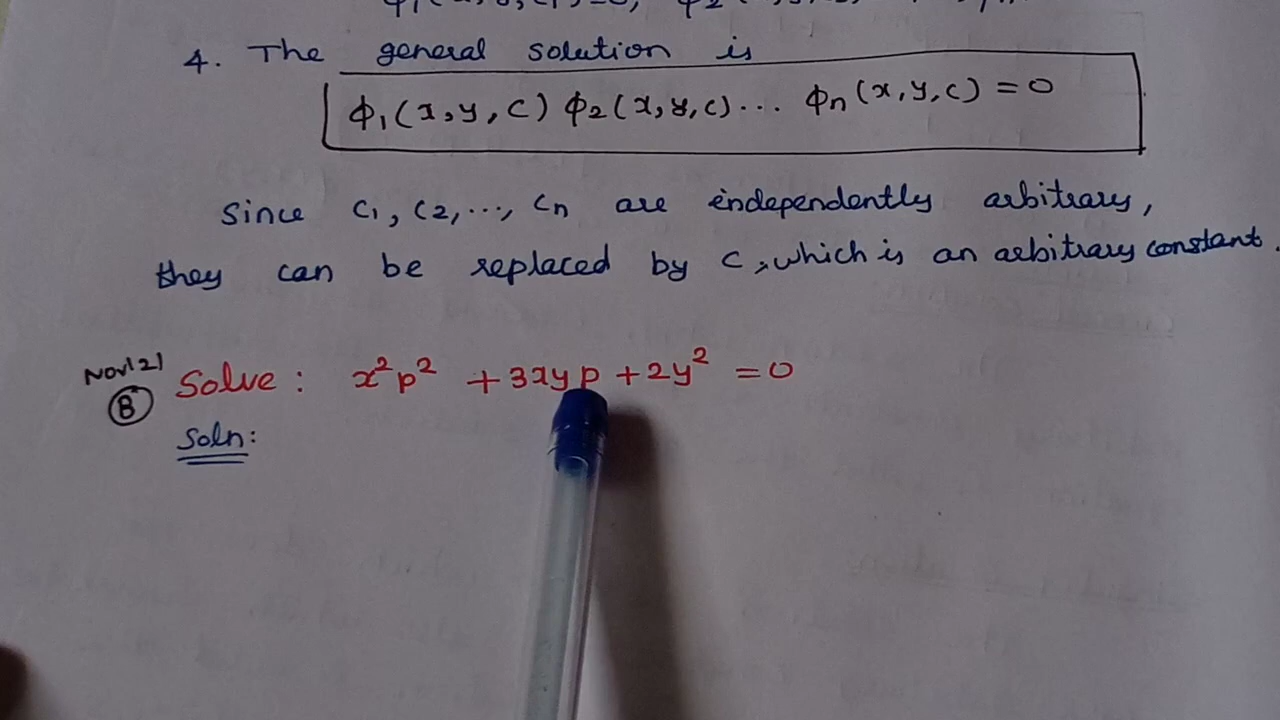 4. The general solution is
ϕ₁(x,y,c) ϕ₂(x,y,c)... ϕn(x,y,c) = 0
Since c₁, c₂, ..., cn are independently arbitrary,
they can be replaced by c, which is an arbitrary constant.
Nov'21
⑧ Solve: x²p² + 3xyp + 2y² = 0
Soln: